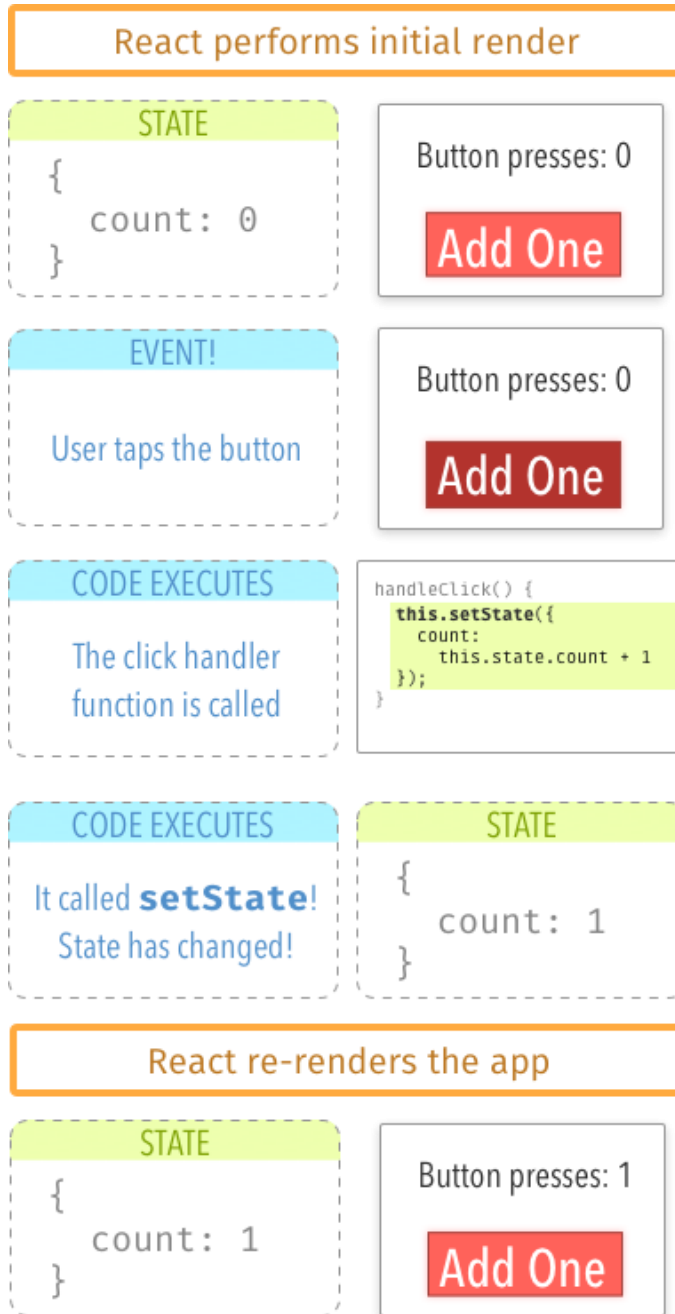 React performs initial render
STATE
{
count: 0
}
Button presses: 0
Add One
EVENT!
User taps the button
Button presses: 0
Add One
CODE EXECUTES
The click handler
function is called
handleClick() {
this.setState({
count:
this.state.count + 1
});
}
CODE EXECUTES
It called setState!
State has changed!
STATE
{
count: 1
}
React re-renders the app
STATE
{
count: 1
}
Button presses: 1
Add One